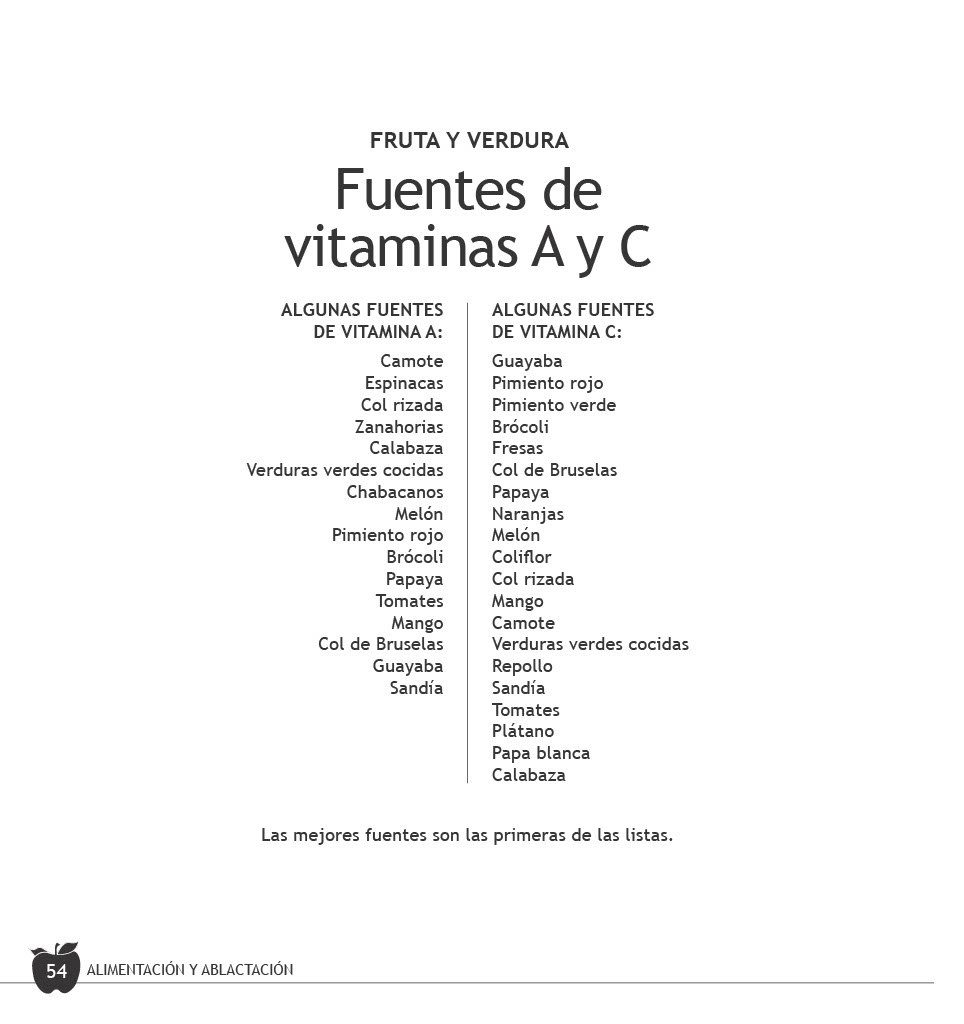 FRUTA Y VERDURA
Fuentes de
vitaminas A y C
ALGUNAS FUENTES
DE VITAMINA A:
Camote
Espinacas
Col rizada
Zanahorias
Calabaza
Verduras verdes cocidas
Chabacanos
Melón
Pimiento rojo
Brócoli
Papaya
Tomates
Mango
Col de Bruselas
Guayaba
Sandía
ALGUNAS FUENTES
DE VITAMINA C:
Guayaba
Pimiento rojo
Pimiento verde
Brócoli
Fresas
Col de Bruselas
Papaya
Naranjas
Melón
Coliflor
Col rizada
Mango
Camote
Verduras verdes cocidas
Repollo
Sandía
Tomates
Plátano
Papa blanca
Calabaza
Las mejores fuentes son las primeras de las listas.
54 ALIMENTACIÓN Y ABLACTACIÓN